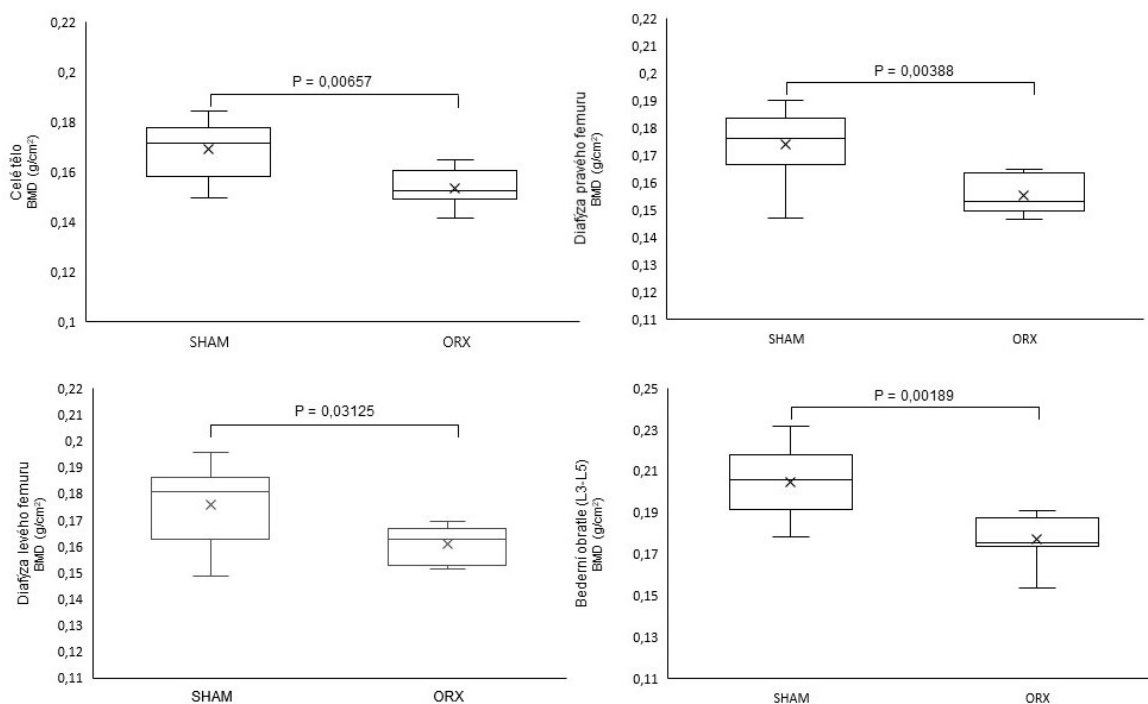 0,22
0,2
0,18
0,16
0,14
0,12
0,1
Celé tělo
BMD (g/cm²)
P = 0,00657
SHAM
ORX
0,22
0,21
0,2
0,19
0,18
0,17
0,16
0,15
0,14
0,13
0,12
0,11
Diafýza pravého femuru
BMD (g/cm²)
P = 0,00388
SHAM
ORX
0,22
0,21
0,2
0,19
0,18
0,17
0,16
0,15
0,14
0,13
0,12
0,11
Diafýza levého femuru
BMD (g/cm²)
P = 0,03125
SHAM
ORX
0,25
0,23
0,21
0,19
0,17
0,15
0,13
0,11
Bederní obratle (L3-L5)
BMD (g/cm²)
P = 0,00189
SHAM
ORX